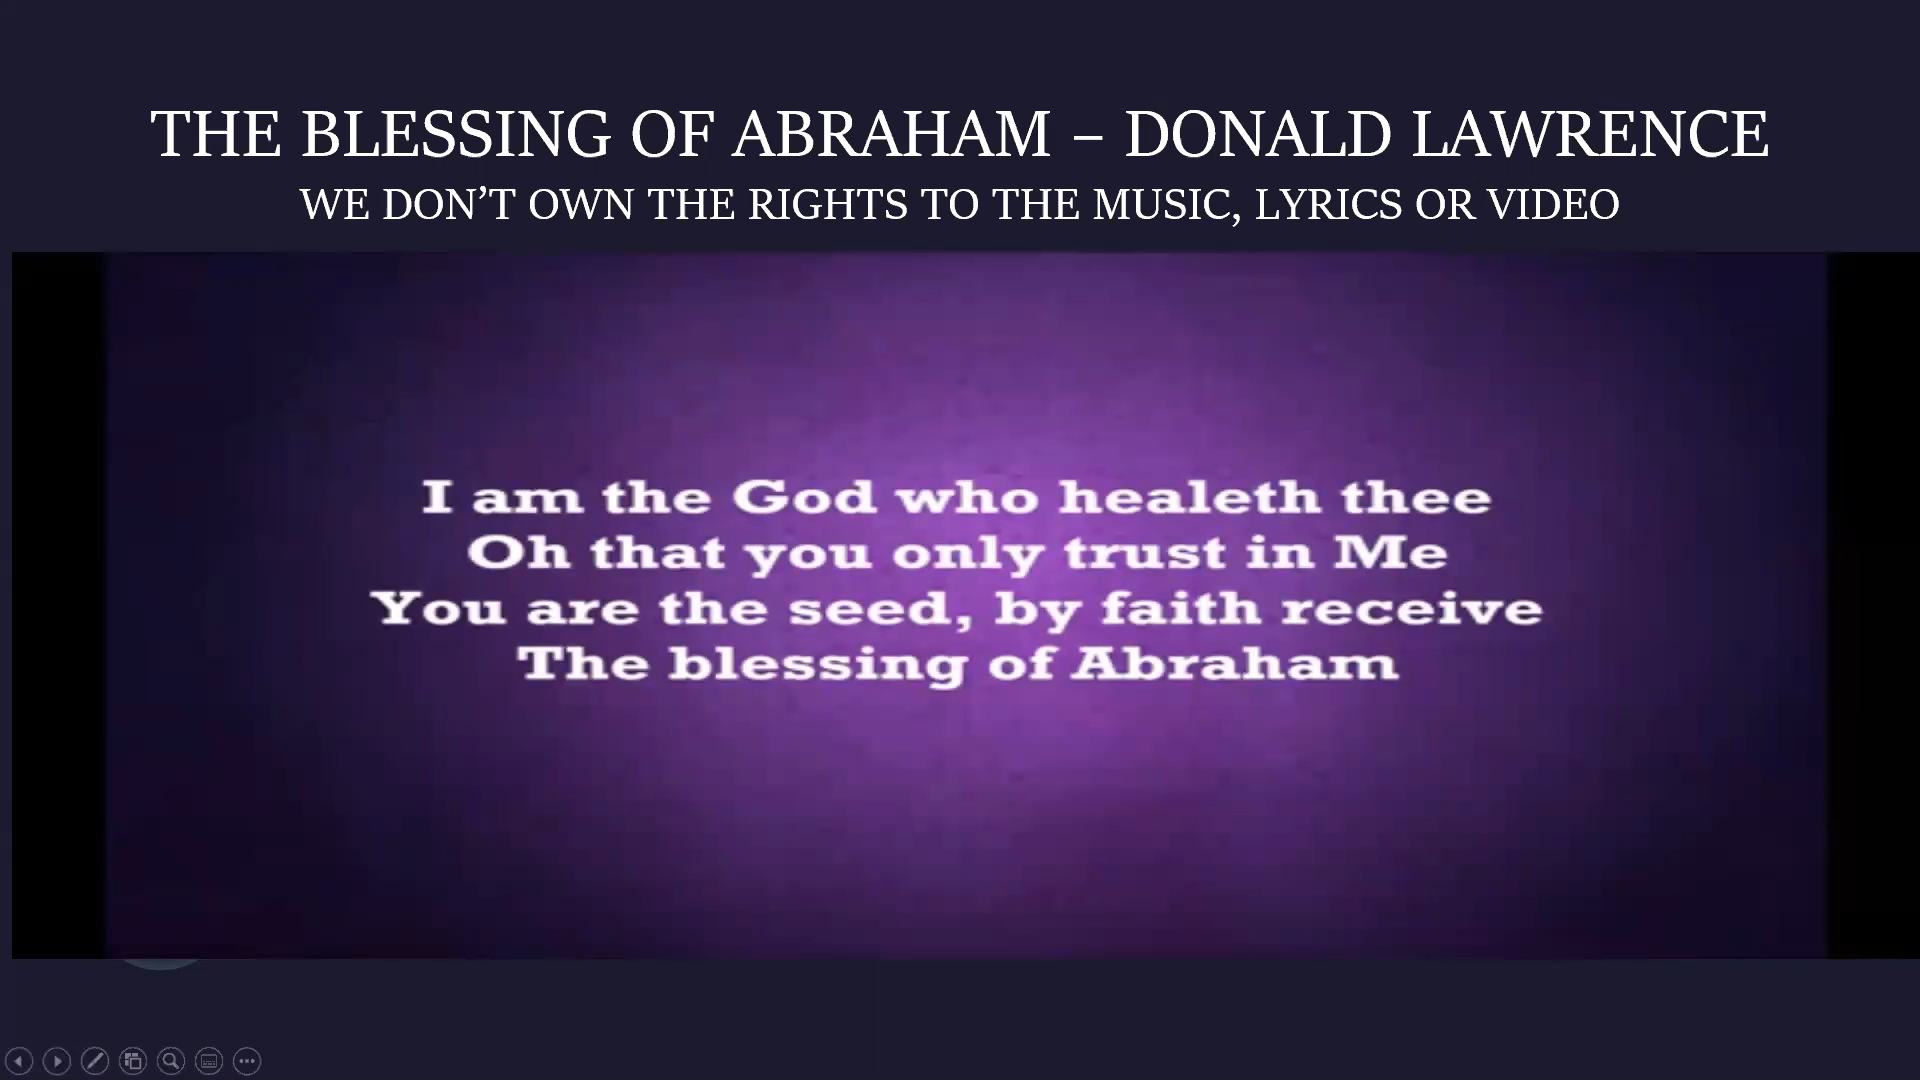 THE BLESSING OF ABRAHAM – DONALD LAWRENCE
WE DON’T OWN THE RIGHTS TO THE MUSIC, LYRICS OR VIDEO
I am the God who healeth thee
Oh that you only trust in Me
You are the seed, by faith receive
The blessing of Abraham